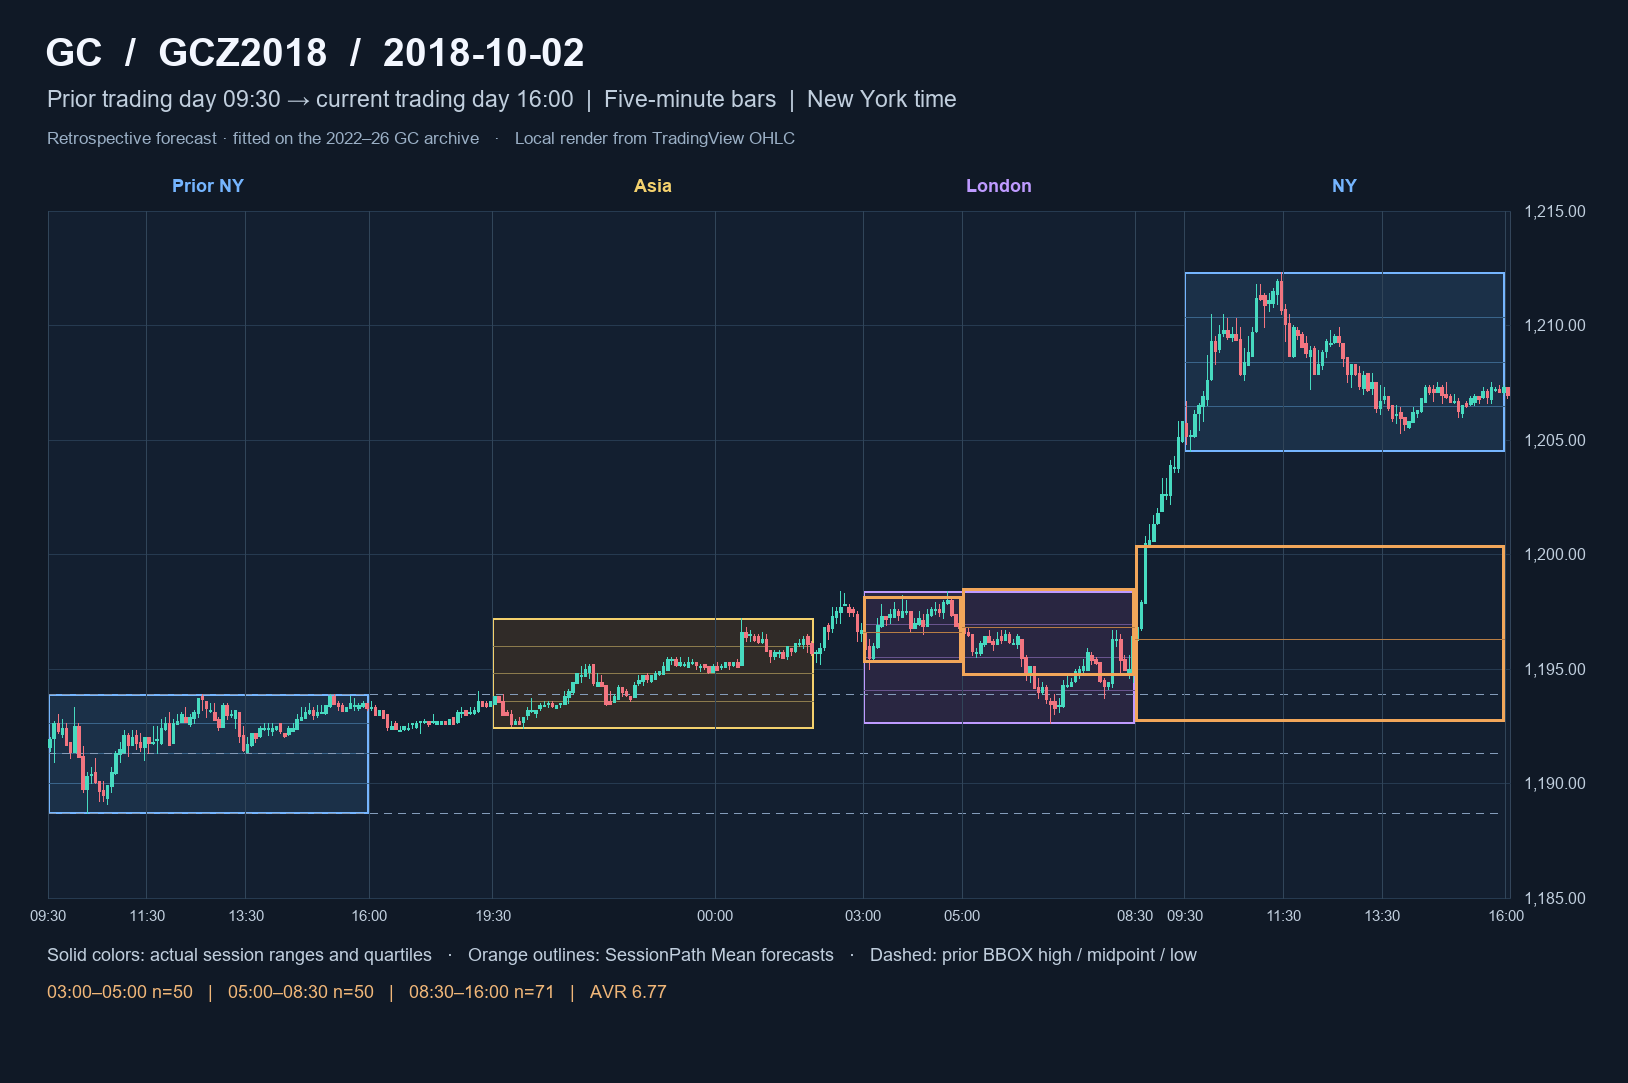 GC / GCZ2018 / 2018-10-02
Prior trading day 09:30 → current trading day 16:00 | Five-minute bars | New York time
Retrospective forecast · fitted on the 2022–26 GC archive · Local render from TradingView OHLC
Prior NY Asia London NY
1,215.00
1,210.00
1,205.00
1,200.00
1,195.00
1,190.00
1,185.00
09:30 11:30 13:30 16:00 19:30 00:00 03:00 05:00 08:30 09:30 11:30 13:30 16:00
Solid colors: actual session ranges and quartiles · Orange outlines: SessionPath Mean forecasts · Dashed: prior BBOX high / midpoint / low
03:00–05:00 n=50 | 05:00–08:30 n=50 | 08:30–16:00 n=71 | AVR 6.77